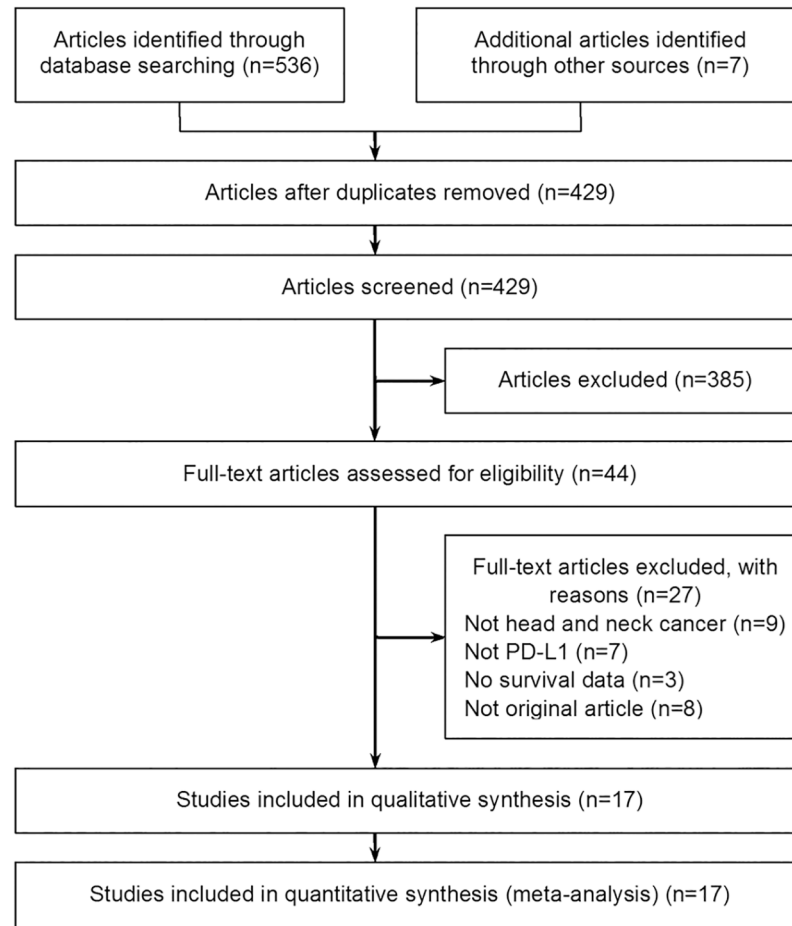 Articles identified through
database searching (n=536)
Additional articles identified
through other sources (n=7)
Articles after duplicates removed (n=429)
Articles screened (n=429)
Articles excluded (n=385)
Full-text articles assessed for eligibility (n=44)
Full-text articles excluded, with
reasons (n=27)
Not head and neck cancer (n=9)
Not PD-L1 (n=7)
No survival data (n=3)
Not original article (n=8)
Studies included in qualitative synthesis (n=17)
Studies included in quantitative synthesis (meta-analysis) (n=17)